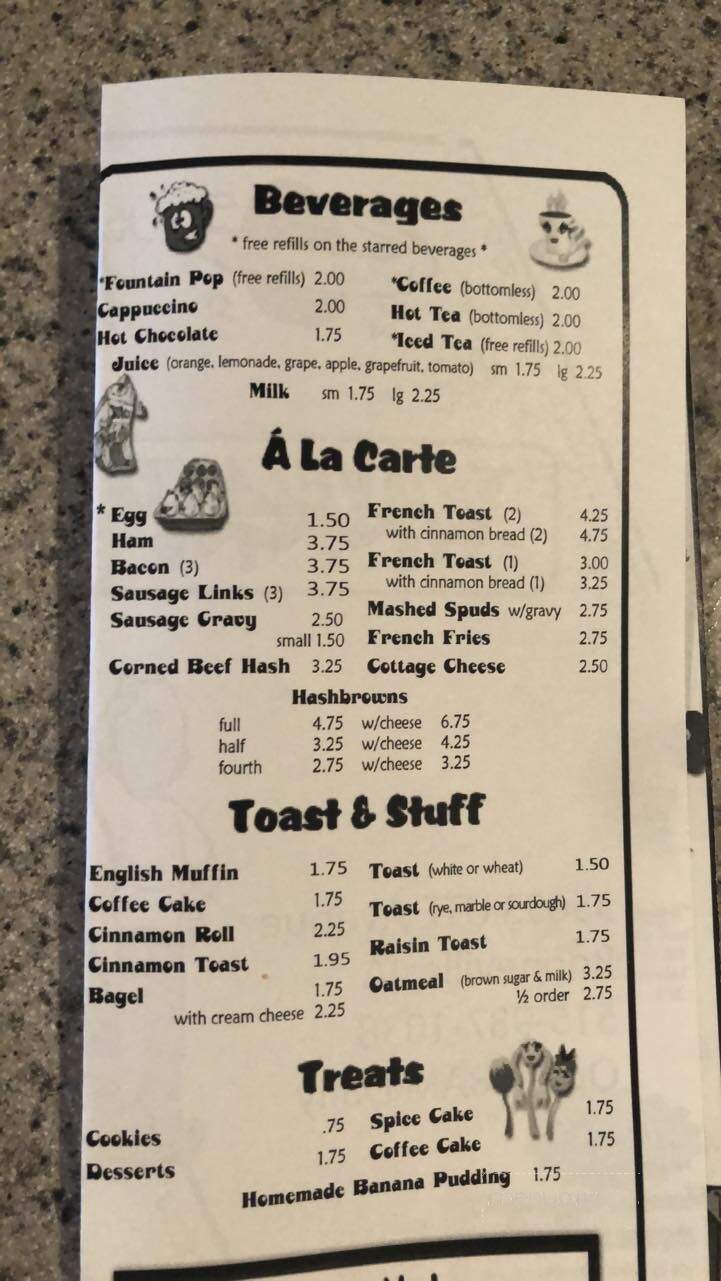 Beverages
* free refills on the starred beverages *
*Fountain Pop (free refills) 2.00
Cappuccino 2.00
Hot Chocolate 1.75
*Coffee (bottomless) 2.00
Hot Tea (bottomless) 2.00
*Iced Tea (free refills) 2.00
Juice (orange, lemonade, grape, apple, grapefruit, tomato) sm 1.75 lg 2.25
Milk sm 1.75 lg 2.25
Á La Carte
* Egg 1.50
Ham 3.75
Bacon (3) 3.75
Sausage Links (3) 3.75
Sausage Gravy 2.50
small 1.50
Corned Beef Hash 3.25
French Toast (2) 4.25
with cinnamon bread (2) 4.75
French Toast (1) 3.00
with cinnamon bread (1) 3.25
Mashed Spuds w/gravy 2.75
French Fries 2.75
Cottage Cheese 2.50
Hashbrowns
full 4.75 w/cheese 6.75
half 3.25 w/cheese 4.25
fourth 2.75 w/cheese 3.25
Toast & Stuff
English Muffin 1.75
Coffee Cake 1.75
Cinnamon Roll 2.25
Cinnamon Toast 1.95
Bagel 1.75
with cream cheese 2.25
Toast (white or wheat) 1.50
Toast (rye, marble or sourdough) 1.75
Raisin Toast 1.75
Oatmeal (brown sugar & milk) 3.25
½ order 2.75
Treats
Cookies .75
Desserts 1.75
Spice Cake 1.75
Coffee Cake 1.75
Homemade Banana Pudding 1.75